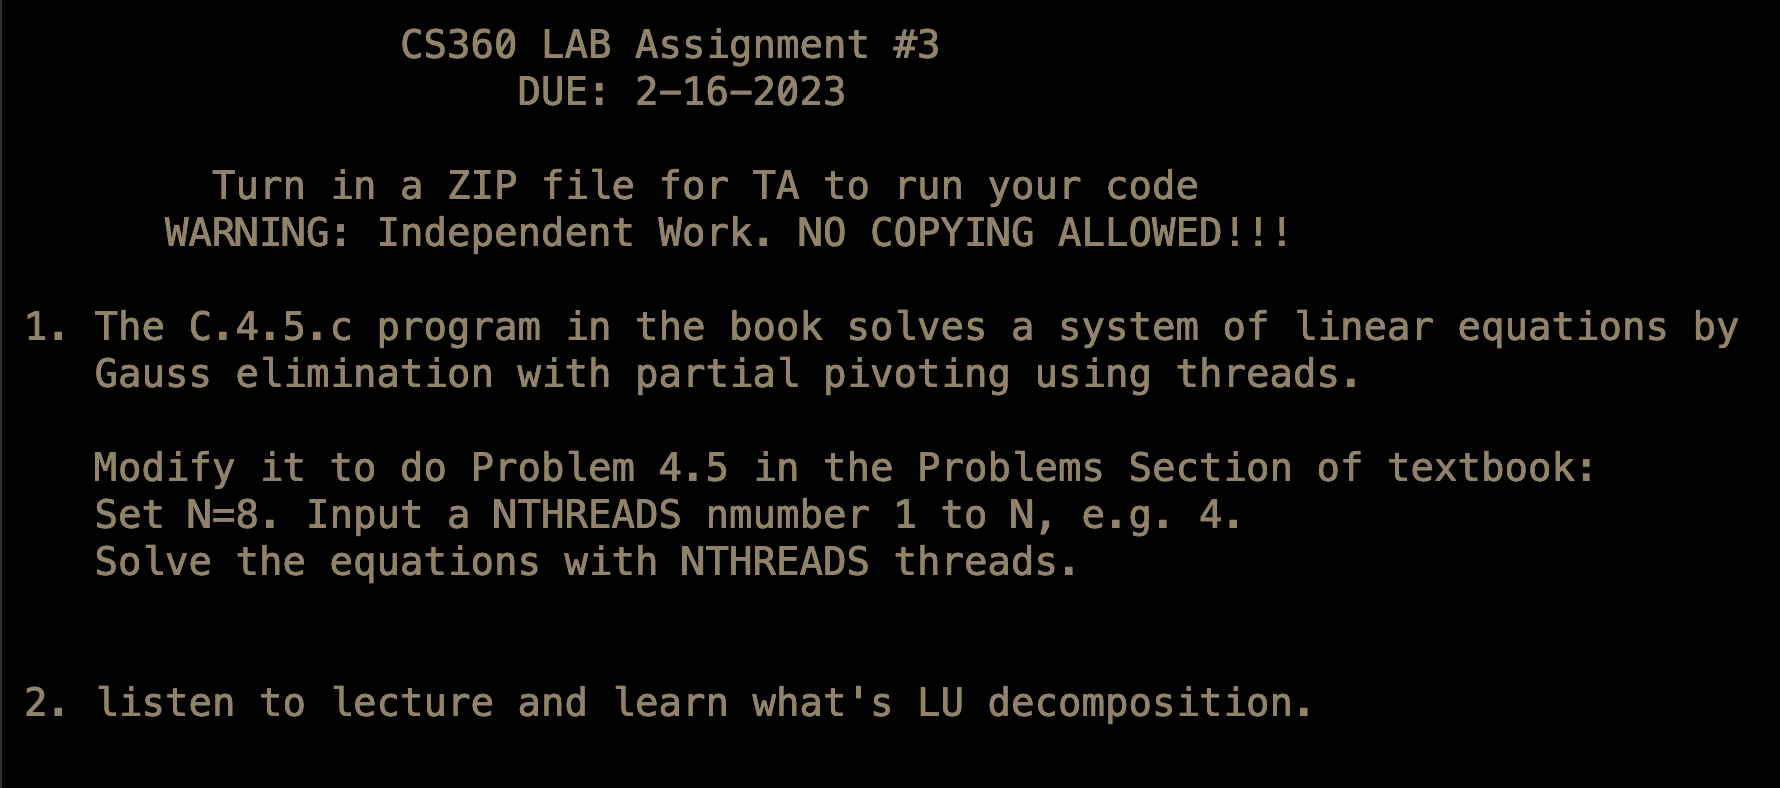 CS360 LAB Assignment #3
DUE: 2-16-2023
Turn in a ZIP file for TA to run your code
WARNING: Independent Work. NO COPYING ALLOWED!!!
1. The C.4.5.c program in the book solves a system of linear equations by
Gauss elimination with partial pivoting using threads.
Modify it to do Problem 4.5 in the Problems Section of textbook:
Set N=8. Input a NTHREADS nmumber 1 to N, e.g. 4.
Solve the equations with NTHREADS threads.
2. listen to lecture and learn what's LU decomposition.